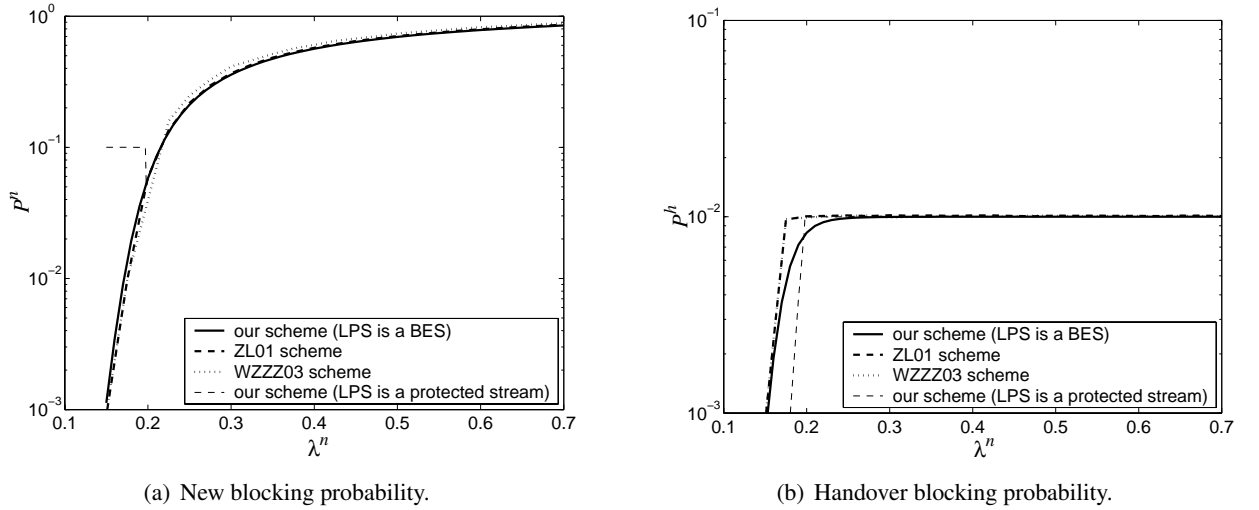 10^0
10^-1
10^-2
10^-3
P^n
0.1 0.2 0.3 0.4 0.5 0.6 0.7
λ^n
our scheme (LPS is a BES)
ZL01 scheme
WZZZ03 scheme
our scheme (LPS is a protected stream)
(a) New blocking probability.
10^-1
10^-2
10^-3
P^h
0.1 0.2 0.3 0.4 0.5 0.6 0.7
λ^n
our scheme (LPS is a BES)
ZL01 scheme
WZZZ03 scheme
our scheme (LPS is a protected stream)
(b) Handover blocking probability.